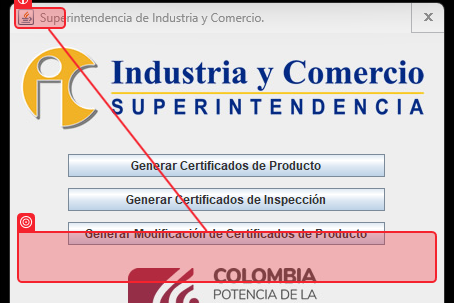 Superintendencia de Industria y Comercio.
x
Industria y Comercio
SUPERINTENDENCIA
Generar Certificados de Producto
Generar Certificados de Inspección
Generar Modificación de Certificados de Producto
COLOMBIA
POTENCIA DE LA